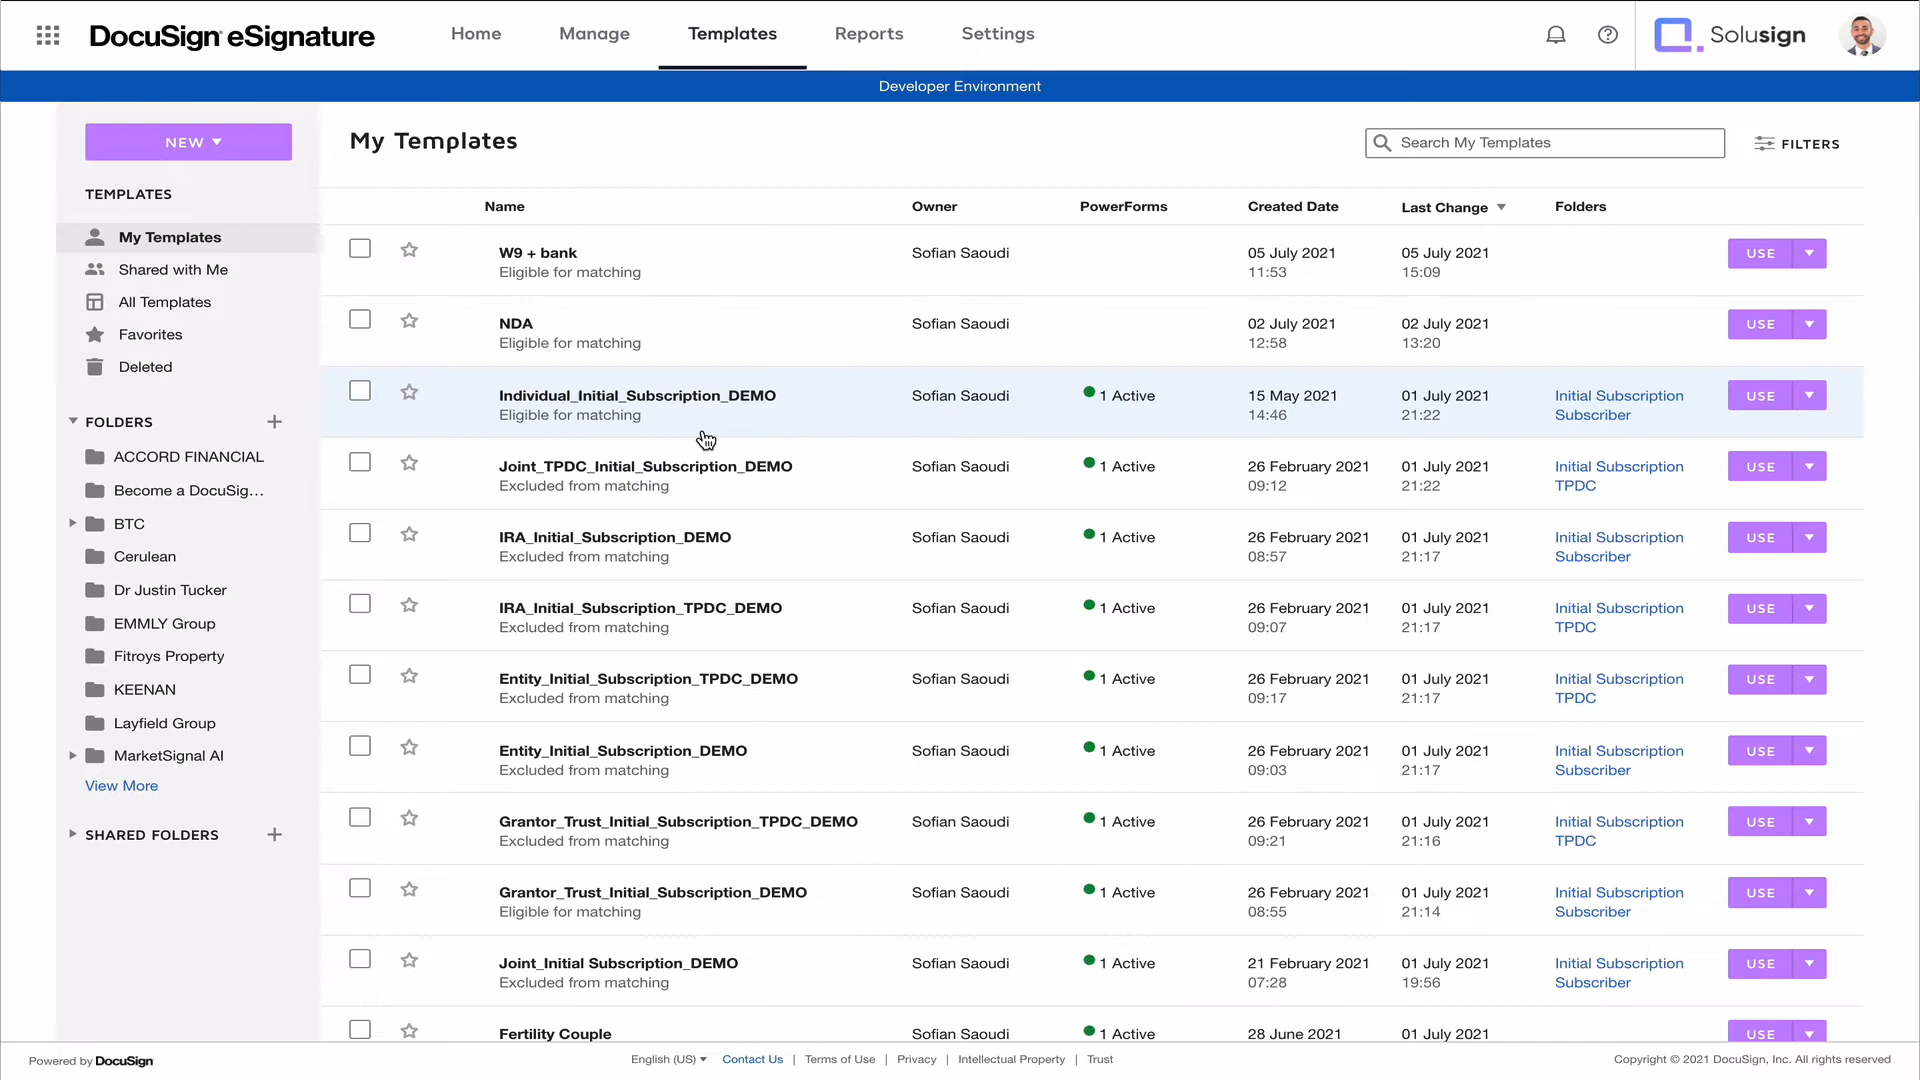 DocuSign eSignature
Home
Manage
Templates
Reports
Settings
Solusign
Developer Environment
NEW
TEMPLATES
My Templates
Shared with Me
All Templates
Favorites
Deleted
FOLDERS
ACCORD FINANCIAL
Become a DocuSig...
BTC
Cerulean
Dr Justin Tucker
EMMLY Group
Fitroys Property
KEENAN
Layfield Group
MarketSignal AI
View More
SHARED FOLDERS
My Templates
Search My Templates
FILTERS
Name Owner PowerForms Created Date Last Change Folders
W9 + bank Sofian Saoudi 05 July 2021 05 July 2021 USE
Eligible for matching 11:53 15:09
NDA Sofian Saoudi 02 July 2021 02 July 2021 USE
Eligible for matching 12:58 13:20
Individual_Initial_Subscription_DEMO Sofian Saoudi 1 Active 15 May 2021 01 July 2021 Initial Subscription USE
Eligible for matching 14:46 21:22 Subscriber
Joint_TPDC_Initial_Subscription_DEMO Sofian Saoudi 1 Active 26 February 2021 01 July 2021 Initial Subscription USE
Excluded from matching 09:12 21:22 TPDC
IRA_Initial_Subscription_DEMO Sofian Saoudi 1 Active 26 February 2021 01 July 2021 Initial Subscription USE
Excluded from matching 08:57 21:17 Subscriber
IRA_Initial_Subscription_TPDC_DEMO Sofian Saoudi 1 Active 26 February 2021 01 July 2021 Initial Subscription USE
Excluded from matching 09:07 21:17 TPDC
Entity_Initial_Subscription_TPDC_DEMO Sofian Saoudi 1 Active 26 February 2021 01 July 2021 Initial Subscription USE
Excluded from matching 09:17 21:17 TPDC
Entity_Initial_Subscription_DEMO Sofian Saoudi 1 Active 26 February 2021 01 July 2021 Initial Subscription USE
Excluded from matching 09:03 21:17 Subscriber
Grantor_Trust_Initial_Subscription_TPDC_DEMO Sofian Saoudi 1 Active 26 February 2021 01 July 2021 Initial Subscription USE
Excluded from matching 09:21 21:16 TPDC
Grantor_Trust_Initial_Subscription_DEMO Sofian Saoudi 1 Active 26 February 2021 01 July 2021 Initial Subscription USE
Eligible for matching 08:55 21:14 Subscriber
Joint_Initial Subscription_DEMO Sofian Saoudi 1 Active 21 February 2021 01 July 2021 Initial Subscription USE
Excluded from matching 07:28 19:56 Subscriber
Fertility Couple Sofian Saoudi 1 Active 28 June 2021 01 July 2021 USE
Powered by DocuSign
English (US) Contact Us | Terms of Use | Privacy | Intellectual Property | Trust
Copyright © 2021 DocuSign, Inc. All rights reserved